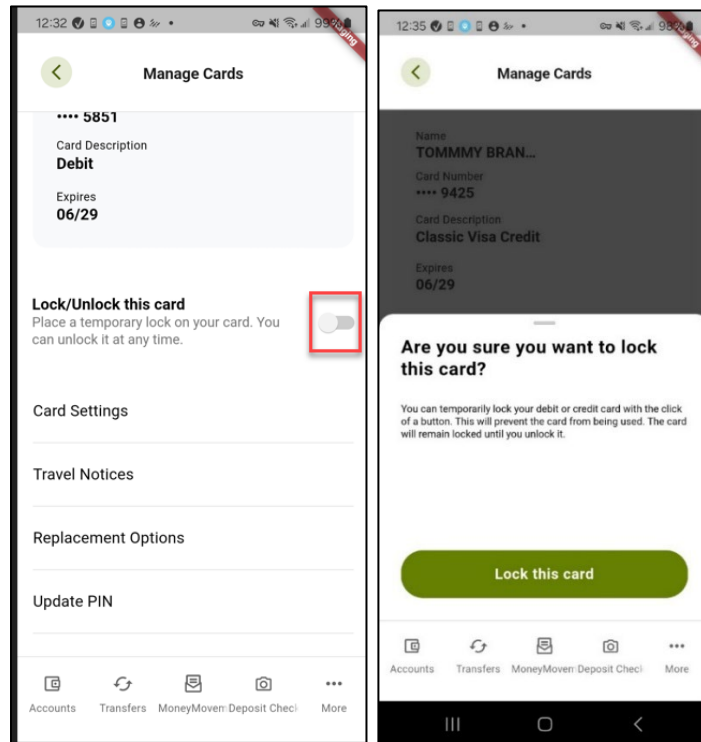 12:32
99%
Manage Cards
•••• 5851
Card Description
Debit
Expires
06/29
Lock/Unlock this card
Place a temporary lock on your card. You
can unlock it at any time.
Card Settings
Travel Notices
Replacement Options
Update PIN
Accounts Transfers MoneyMovem Deposit Check More
12:35
98%
Manage Cards
Name
TOMMMY BRAN...
Card Number
•••• 9425
Card Description
Classic Visa Credit
Expires
06/29
Are you sure you want to lock
this card?
You can temporarily lock your debit or credit card with the click
of a button. This will prevent the card from being used. The card
will remain locked until you unlock it.
Lock this card
Accounts Transfers MoneyMovem Deposit Check More